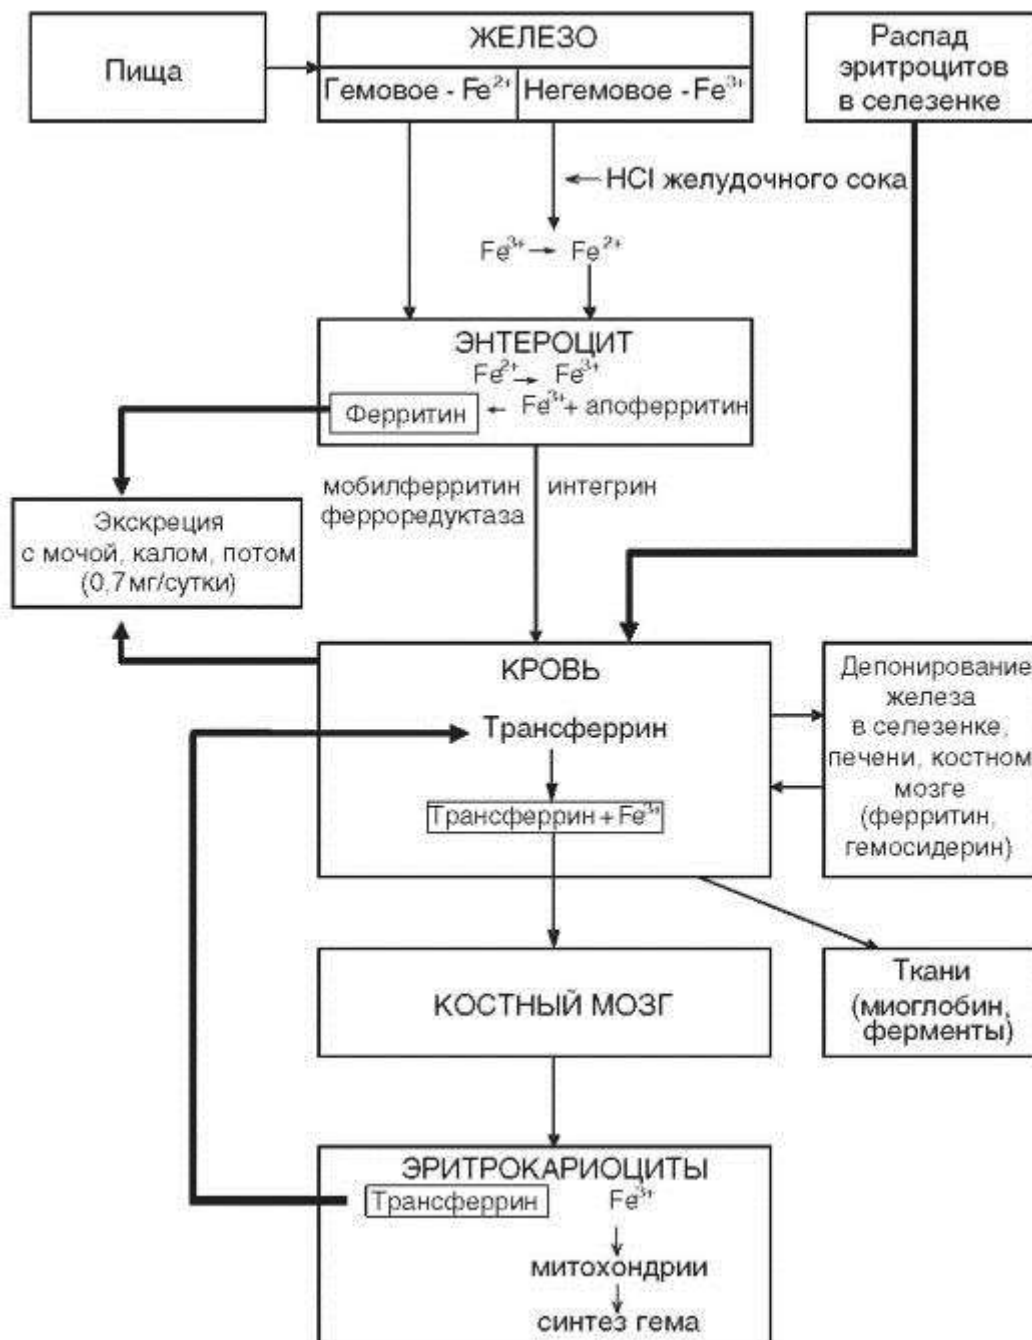 Пища
ЖЕЛЕЗО
Гемовое - Fe²⁺
Негемовое - Fe³⁺
Распад
эритроцитов
в селезенке
HCl желудочного сока
Fe³⁺ → Fe²⁺
ЭНТЕРОЦИТ
Fe²⁺ → Fe³⁺
Ферритин ← Fe³⁺ + апоферритин
мобилферритин
ферроредуктаза
интегрин
Экскреция
с мочой, калом, потом
(0,7 мг/сутки)
КРОВЬ
Трансферрин
Трансферрин + Fe³⁺
Депонирование
железа
в селезенке,
печени, костном
мозге
(ферритин,
гемосидерин)
КОСТНЫЙ МОЗГ
Ткани
(миоглобин,
ферменты)
ЭРИТРОКАРИОЦИТЫ
Трансферрин
Fe³⁺
митохондрии
синтез гема